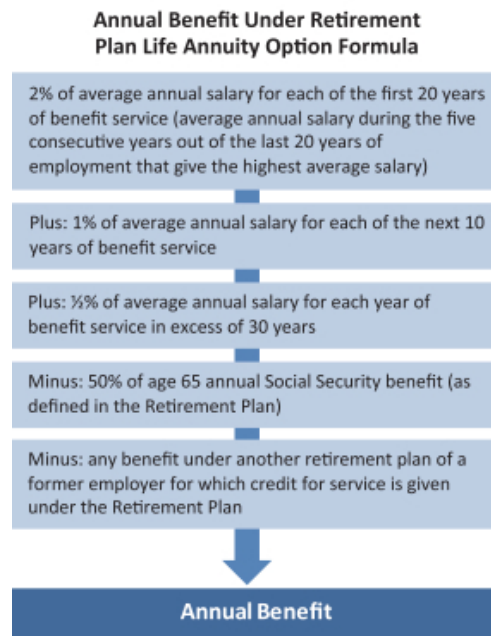 Annual Benefit Under Retirement
Plan Life Annuity Option Formula
2% of average annual salary for each of the first 20 years
of benefit service (average annual salary during the five
consecutive years out of the last 20 years of
employment that give the highest average salary)
Plus: 1% of average annual salary for each of the next 10
years of benefit service
Plus: ½% of average annual salary for each year of
benefit service in excess of 30 years
Minus: 50% of age 65 annual Social Security benefit (as
defined in the Retirement Plan)
Minus: any benefit under another retirement plan of a
former employer for which credit for service is given
under the Retirement Plan
Annual Benefit